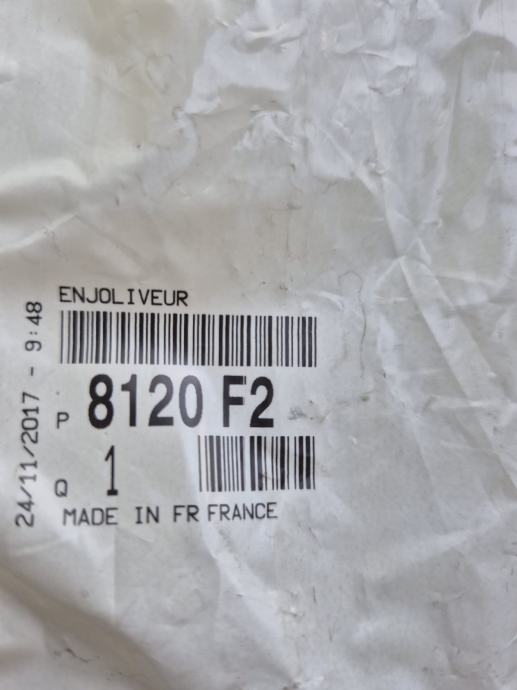 ENJOLIVEUR
P 8120 F2
Q 1
MADE IN FR FRANCE
24/11/2017 - 9:48